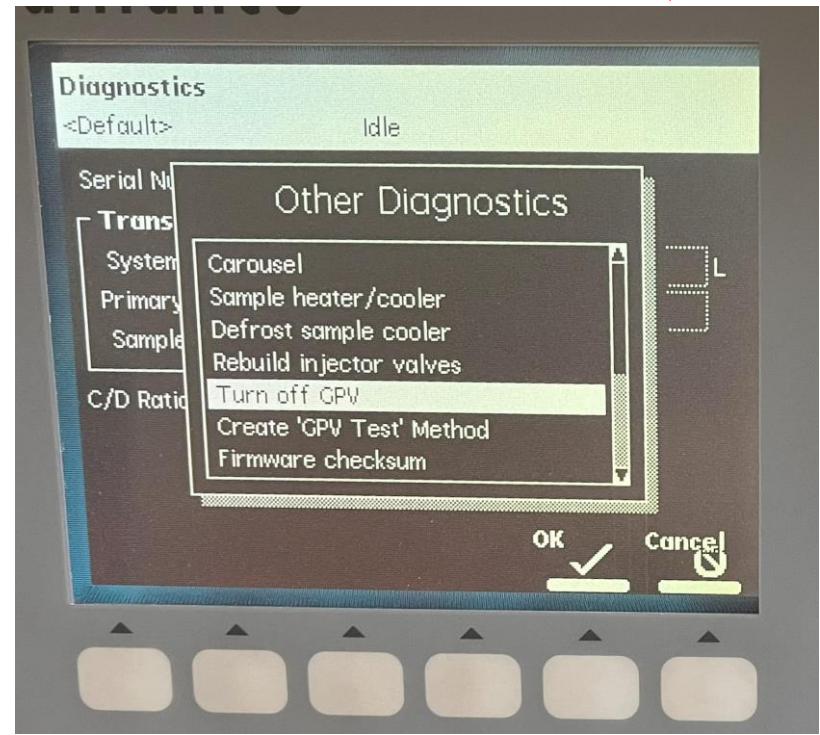 Diagnostics
<Default> Idle
Serial Nu
Other Diagnostics
Trans
System
Primary
Sample
C/D Ratio
Carousel
Sample heater/cooler
Defrost sample cooler
Rebuild injector valves
Turn off GPV
Create 'GPV Test' Method
Firmware checksum
L
OK Cancel